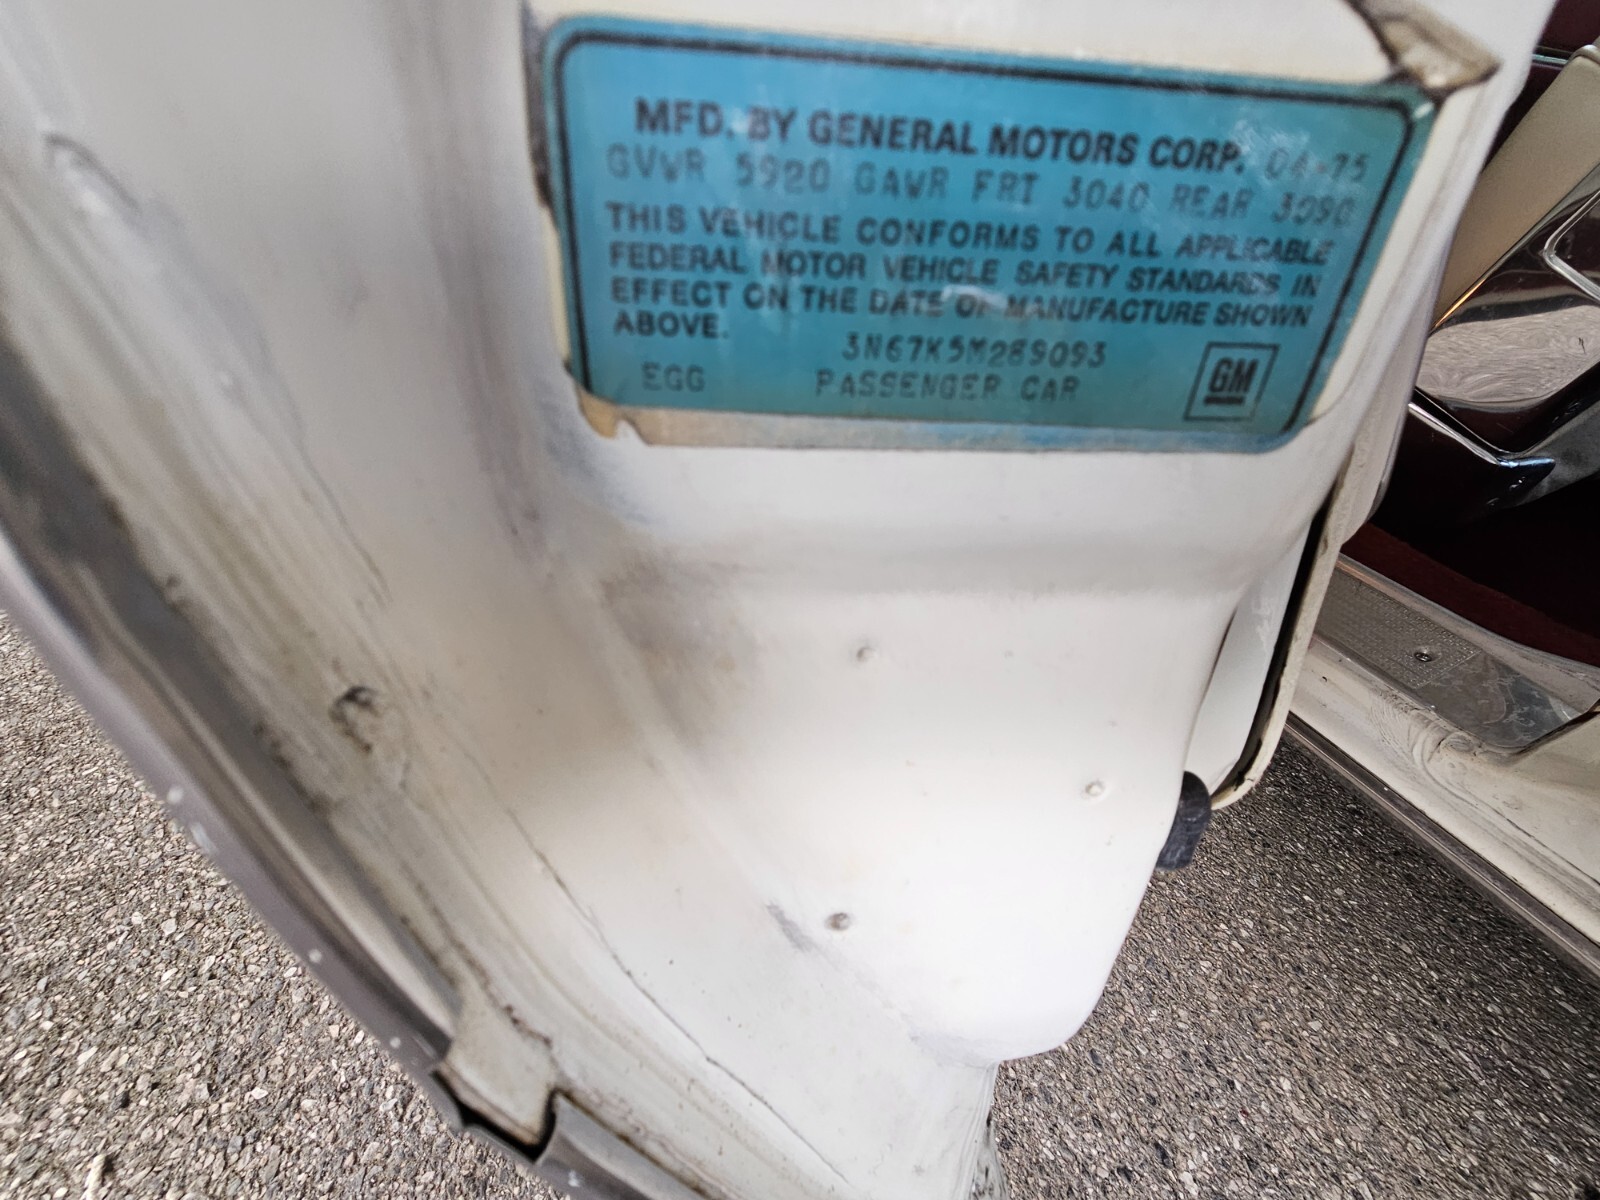 MFD. BY GENERAL MOTORS CORP. 04-75
GVWR 5920 GAWR FRT 3040 REAR 3090
THIS VEHICLE CONFORMS TO ALL APPLICABLE
FEDERAL MOTOR VEHICLE SAFETY STANDARDS IN
EFFECT ON THE DATE OF MANUFACTURE SHOWN
ABOVE.
3N67K5M289093
EGG PASSENGER CAR
GM